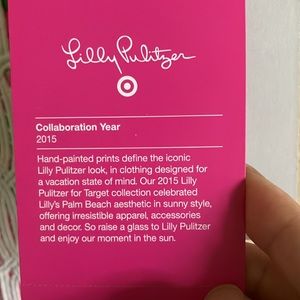 Lilly Pulitzer
Collaboration Year
2015
Hand-painted prints define the iconic
Lilly Pulitzer look, in clothing designed for
a vacation state of mind. Our 2015 Lilly
Pulitzer for Target collection celebrated
Lilly's Palm Beach aesthetic in sunny style,
offering irresistible apparel, accessories
and decor. So raise a glass to Lilly Pulitzer
and enjoy our moment in the sun.